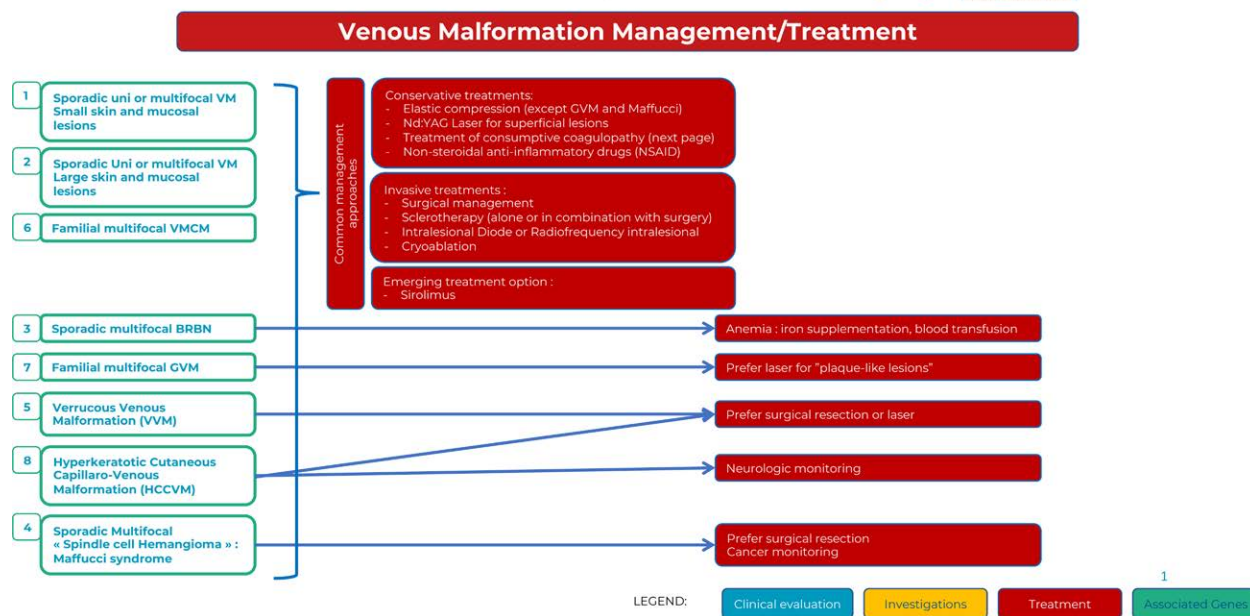 Venous Malformation Management/Treatment
1
Sporadic uni or multifocal VM
Small skin and mucosal
lesions
2
Sporadic Uni or multifocal VM
Large skin and mucosal
lesions
6
Familial multifocal VMCM
3
Sporadic multifocal BRBN
7
Familial multifocal GVM
5
Verrucous Venous
Malformation (VVM)
8
Hyperkeratotic Cutaneous
Capillaro-Venous
Malformation (HCCVM)
4
Sporadic Multifocal
« Spindle cell Hemangioma » :
Maffucci syndrome
Common management
approaches
Conservative treatments:
- Elastic compression (except GVM and Maffucci)
- Nd:YAG Laser for superficial lesions
- Treatment of consumptive coagulopathy (next page)
- Non-steroidal anti-inflammatory drugs (NSAID)
Invasive treatments :
- Surgical management
- Sclerotherapy (alone or in combination with surgery)
- Intralesional Diode or Radiofrequency intralesional
- Cryoablation
Emerging treatment option :
- Sirolimus
Anemia : iron supplementation, blood transfusion
Prefer laser for "plaque-like lesions"
Prefer surgical resection or laser
Neurologic monitoring
Prefer surgical resection
Cancer monitoring
1
LEGEND:
Clinical evaluation
Investigations
Treatment
Associated Genes